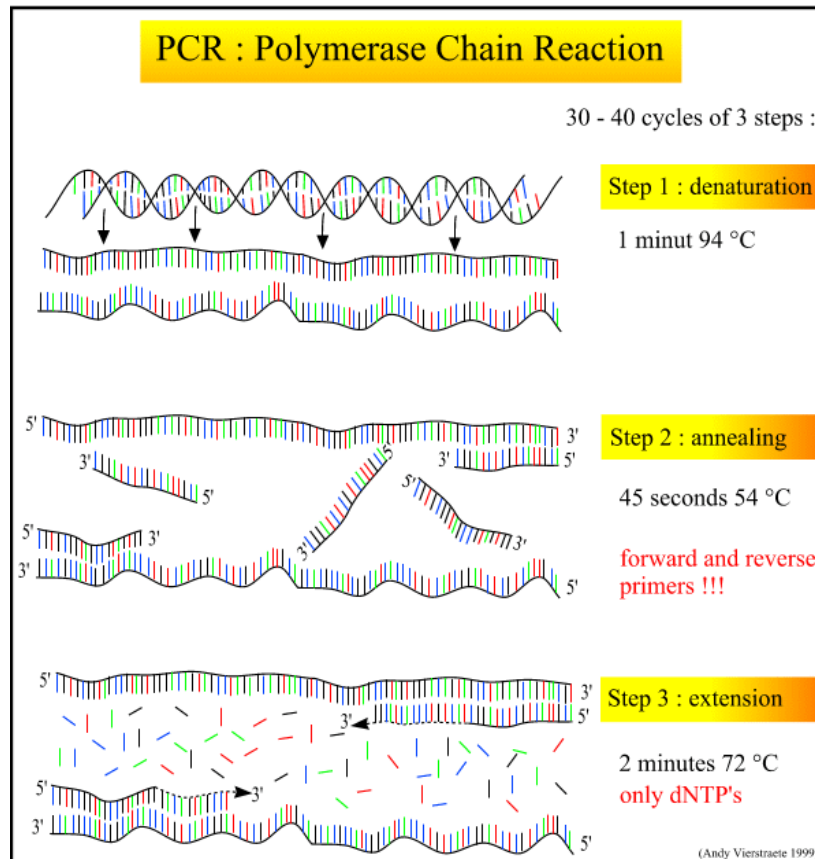 PCR : Polymerase Chain Reaction
30 - 40 cycles of 3 steps :
Step 1 : denaturation
1 minut 94 °C
Step 2 : annealing
5'
3'
3'
5'
5'
3'
5'
45 seconds 54 °C
5'
3'
3'
3'
3'
5'
forward and reverse
primers !!!
Step 3 : extension
5'
3'
3'
5'
2 minutes 72 °C
only dNTP's
5'
3'
3'
5'
(Andy Vierstraete 1999